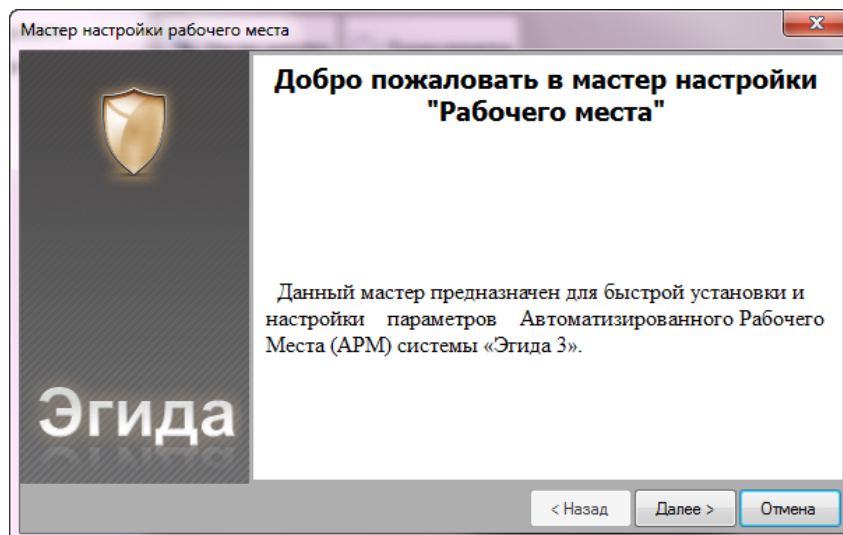 Мастер настройки рабочего места
Добро пожаловать в мастер настройки
"Рабочего места"
Данный мастер предназначен для быстрой установки и
настройки параметров Автоматизированного Рабочего
Места (АРМ) системы «Эгида 3».
Эгида
< Назад Далее > Отмена